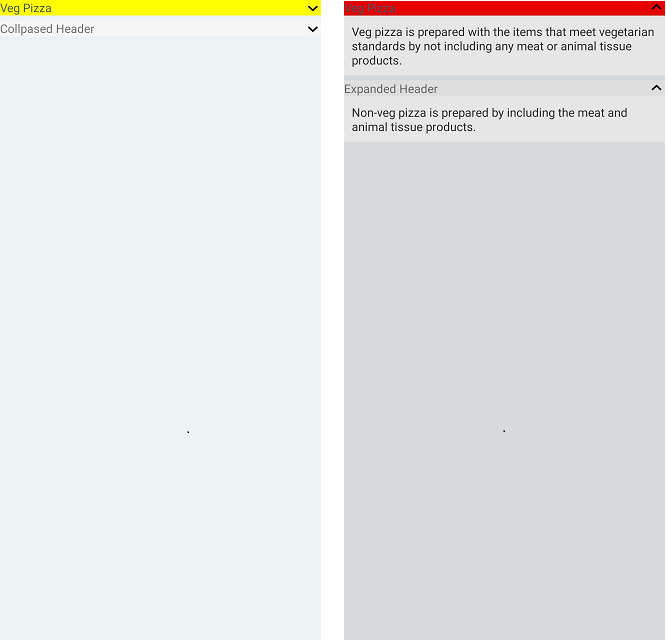 Veg Pizza
Collpased Header
Veg Pizza
Veg pizza is prepared with the items that meet vegetarian
standards by not including any meat or animal tissue
products.
Expanded Header
Non-veg pizza is prepared by including the meat and
animal tissue products.